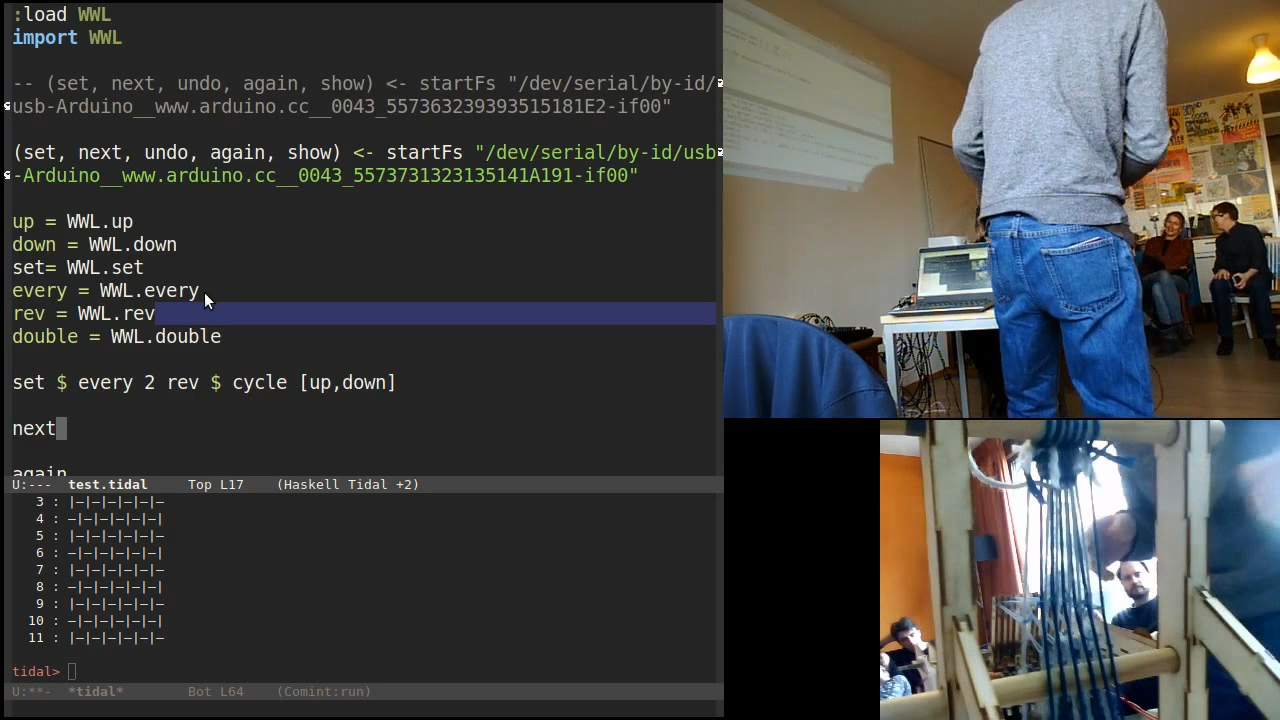 :load WWL
import WWL
-- (set, next, undo, again, show) <- startFs "/dev/serial/by-id/
usb-Arduino__www.arduino.cc__0043_557363239393515181E2-if00"
(set, next, undo, again, show) <- startFs "/dev/serial/by-id/usb
-Arduino__www.arduino.cc__0043_5573731323135141A191-if00"
up = WWL.up
down = WWL.down
set= WWL.set
every = WWL.every
rev = WWL.rev
double = WWL.double
set $ every 2 rev $ cycle [up,down]
next
again
U:--- test.tidal Top L17 (Haskell Tidal +2)
3 : |—|—|—|—|—|—
4 : —|—|—|—|—|—|
5 : |—|—|—|—|—|—
6 : —|—|—|—|—|—|
7 : |—|—|—|—|—|—
8 : —|—|—|—|—|—|
9 : |—|—|—|—|—|—
10 : —|—|—|—|—|—|
11 : |—|—|—|—|—|—
tidal>
U:**- *tidal* Bot L64 (Comint:run)